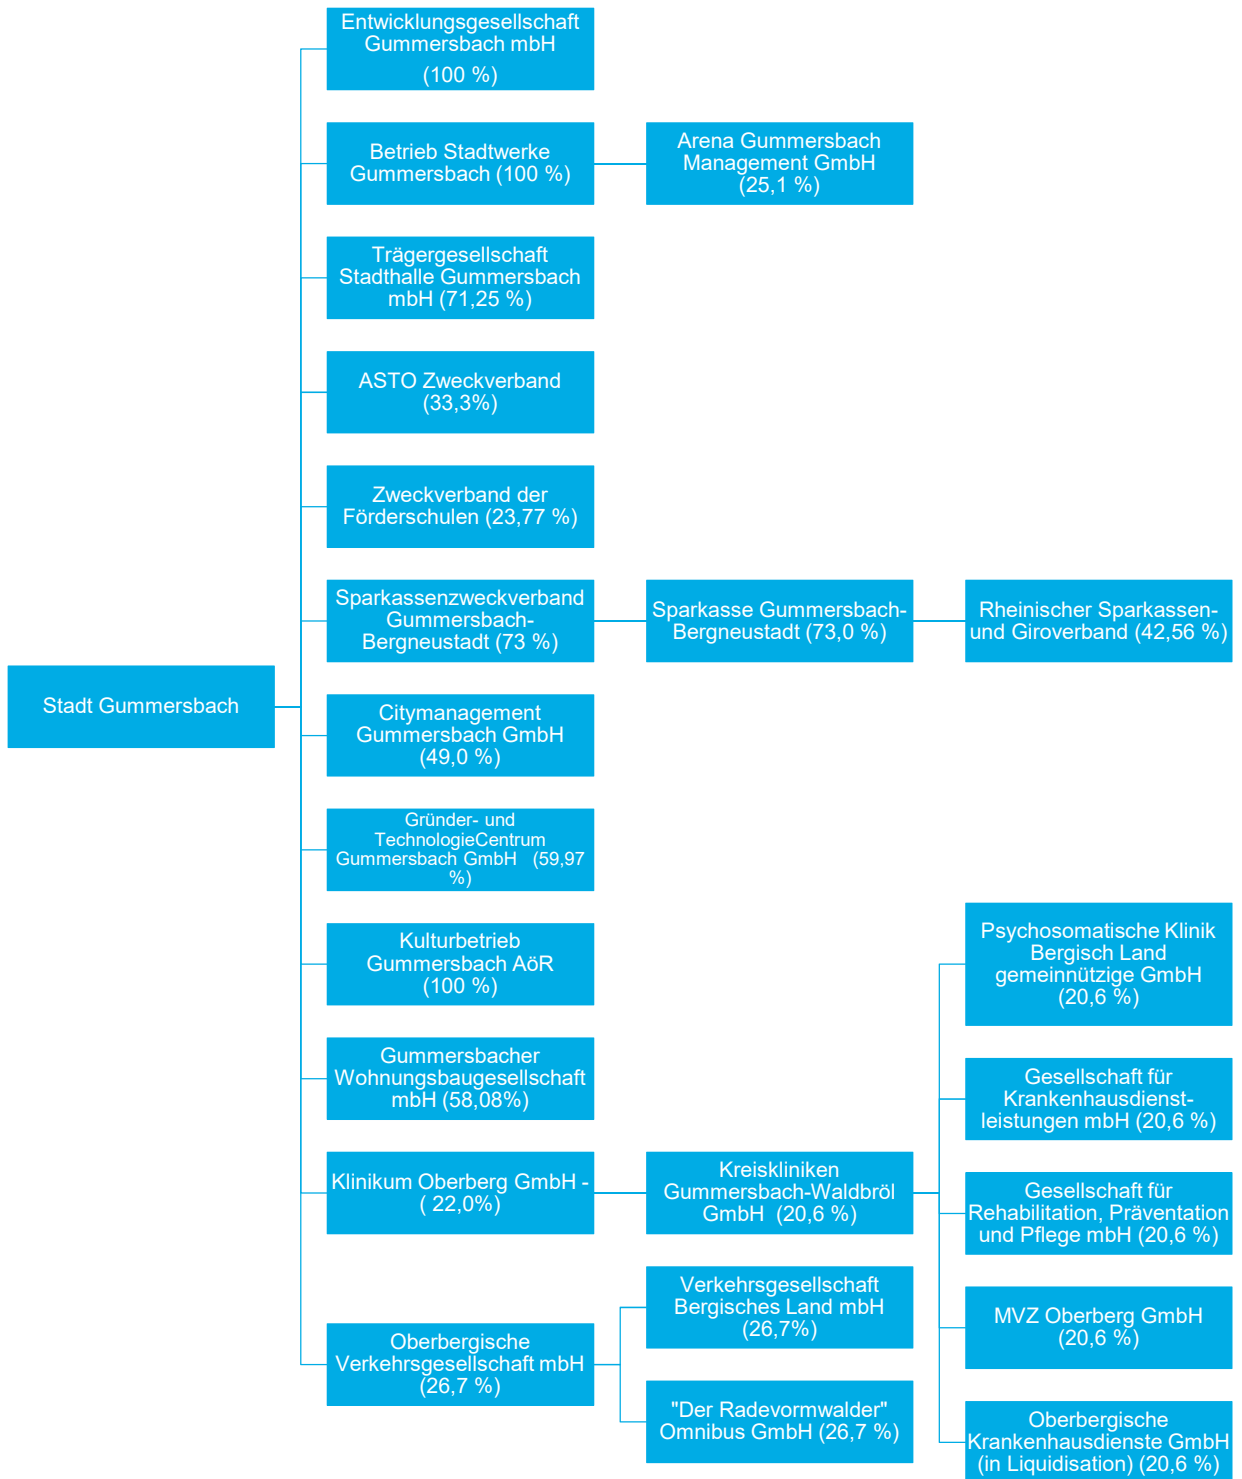 Stadt Gummersbach
Entwicklungsgesellschaft
Gummersbach mbH
(100 %)
Betrieb Stadtwerke
Gummersbach (100 %)
Arena Gummersbach
Management GmbH
(25,1 %)
Trägergesellschaft
Stadthalle Gummersbach
mbH (71,25 %)
ASTO Zweckverband
(33,3%)
Zweckverband der
Förderschulen (23,77 %)
Sparkassenzweckverband
Gummersbach-
Bergneustadt (73 %)
Sparkasse Gummersbach-
Bergneustadt (73,0 %)
Rheinischer Sparkassen-
und Giroverband (42,56 %)
Citymanagement
Gummersbach GmbH
(49,0 %)
Gründer- und
TechnologieCentrum
Gummersbach GmbH (59,97
%)
Kulturbetrieb
Gummersbach AöR
(100 %)
Gummersbacher
Wohnungsbaugesellschaft
mbH (58,08%)
Klinikum Oberberg GmbH -
( 22,0%)
Kreiskliniken
Gummersbach-Waldbröl
GmbH (20,6 %)
Psychosomatische Klinik
Bergisch Land
gemeinnützige GmbH
(20,6 %)
Gesellschaft für
Krankenhausdienst-
leistungen mbH (20,6 %)
Gesellschaft für
Rehabilitation, Präventation
und Pflege mbH (20,6 %)
MVZ Oberberg GmbH
(20,6 %)
Oberbergische
Krankenhausdienste GmbH
(in Liquidisation) (20,6 %)
Oberbergische
Verkehrsgesellschaft mbH
(26,7 %)
Verkehrsgesellschaft
Bergisches Land mbH
(26,7%)
"Der Radevormwalder"
Omnibus GmbH (26,7 %)